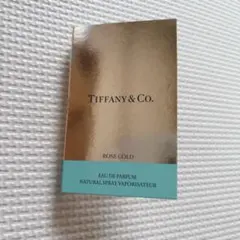 TIFFANY & CO.
ROSE GOLD
EAU DE PARFUM
NATURAL SPRAY VAPORISATEUR